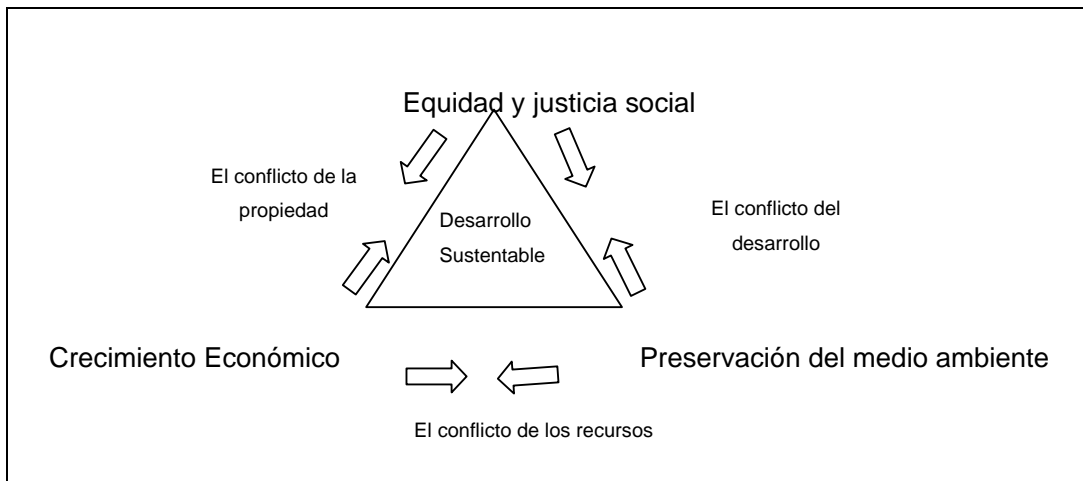 Equidad y justicia social
El conflicto de la
propiedad
El conflicto del
desarrollo
Desarrollo
Sustentable
Crecimiento Económico
Preservación del medio ambiente
El conflicto de los recursos